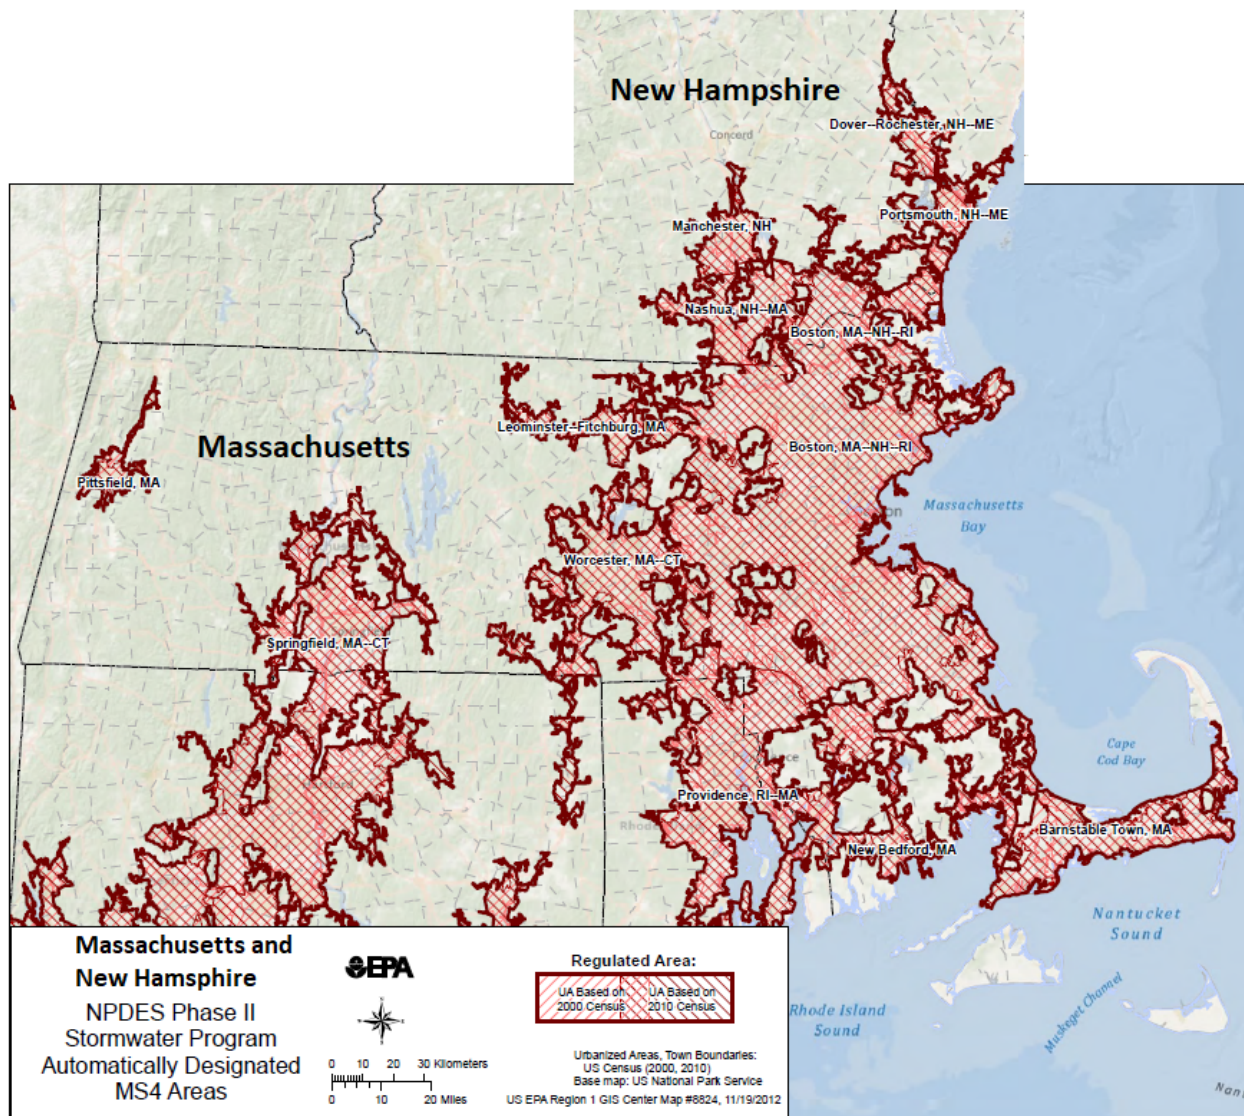 New Hampshire
Concord
Dover--Rochester, NH--ME
Portsmouth, NH--ME
Manchester, NH
Nashua, NH--MA
Boston, MA--NH--RI
Leominster--Fitchburg, MA
Massachusetts
Boston, MA--NH--RI
Pittsfield, MA
Massachusetts
Bay
Worcester, MA--CT
Springfield, MA--CT
Cape
Cod Bay
Providence, RI--MA
Barnstable Town, MA
New Bedford, MA
Nantucket
Sound
Muskeget Channel
Rhode Island
Sound
Massachusetts and
New Hamsphire
NPDES Phase II
Stormwater Program
Automatically Designated
MS4 Areas
EPA
0 10 20 30 Kilometers
0 10 20 Miles
Regulated Area:
UA Based on
2000 Census
UA Based on
2010 Census
Urbanized Areas, Town Boundaries:
US Census (2000, 2010)
Base map: US National Park Service
US EPA Region 1 GIS Center Map #8824, 11/19/2012